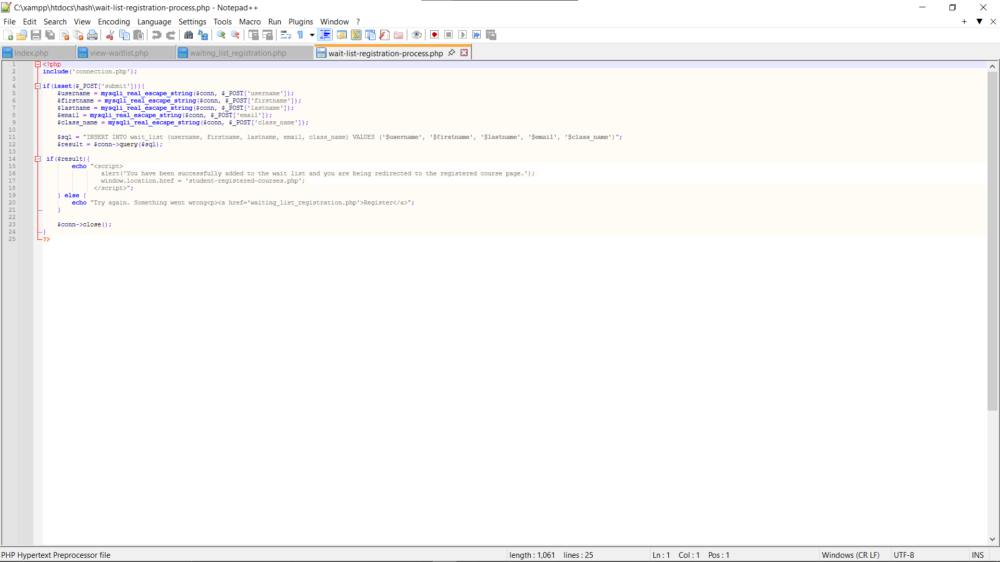 C:\xampp\htdocs\hash\wait-list-registration-process.php - Notepad++
File Edit Search View Encoding Language Settings Tools Macro Run Plugins Window ?
Index.php view-waitlist.php waiting_list_registration.php wait-list-registration-process.php
1 <?php
2 include('connection.php');
3
4 if(isset($_POST['submit'])){
5 $username = mysqli_real_escape_string($conn, $_POST['username']);
6 $firstname = mysqli_real_escape_string($conn, $_POST['firstname']);
7 $lastname = mysqli_real_escape_string($conn, $_POST['lastname']);
8 $email = mysqli_real_escape_string($conn, $_POST['email']);
9 $class_name = mysqli_real_escape_string($conn, $_POST['class_name']);
10
11 $sql = "INSERT INTO wait_list (username, firstname, lastname, email, class_name) VALUES ('$username', '$firstname', '$lastname', '$email', '$class_name')";
12 $result = $conn->query($sql);
13
14 if($result){
15 echo "<script>
16 alert('You have been successfully added to the wait list and you are being redirected to the registered course page.');
17 window.location.href = 'student-registered-courses.php';
18 </script>";
19 } else {
20 echo "Try again. Something went wrong<p><a href='waiting_list_registration.php'>Register</a>";
21 }
22
23 $conn->close();
24 }
25 ?>
PHP Hypertext Preprocessor file length : 1,061 lines : 25 Ln : 1 Col : 1 Pos : 1 Windows (CR LF) UTF-8 INS